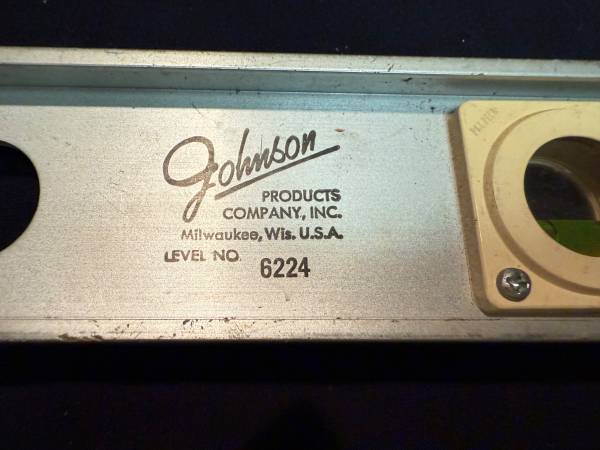 Johnson
PRODUCTS
COMPANY, INC.
Milwaukee, Wis. U.S.A.
LEVEL NO. 6224